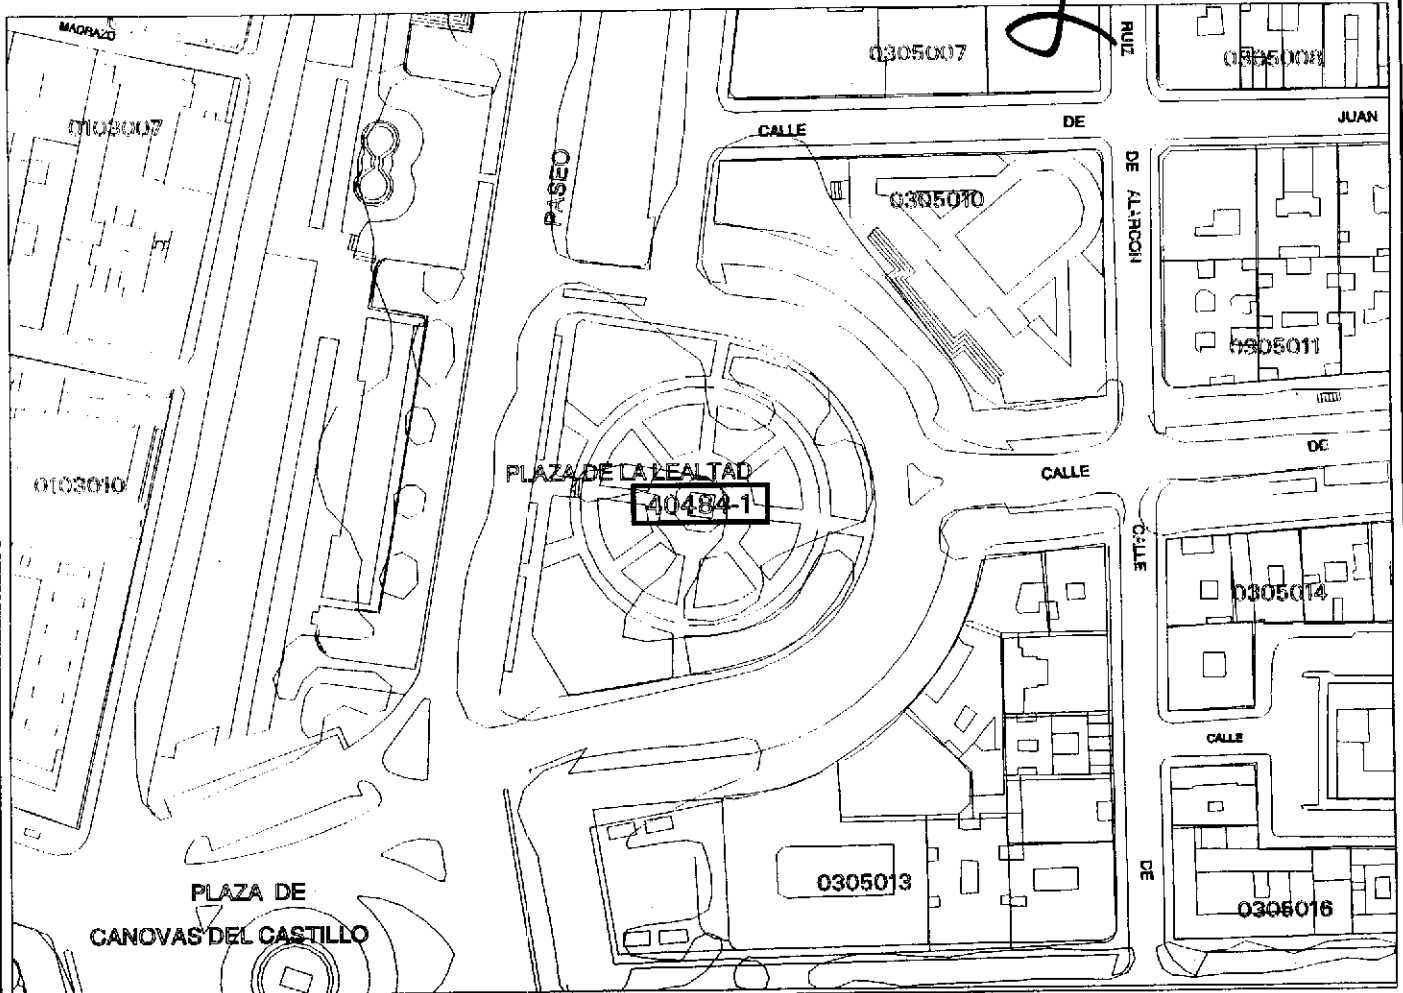 MADRAZO
0305007
RUIZ
0305008
0103007
CALLE
DE
JUAN
PASEO
DE ALARCON
0305010
0305011
DE
PLAZA DE LA LEALTAD
CALLE
0103010
40484-1
CALLE
0305014
CALLE
DE
0305013
PLAZA DE
0305016
CANOVAS DEL CASTILLO